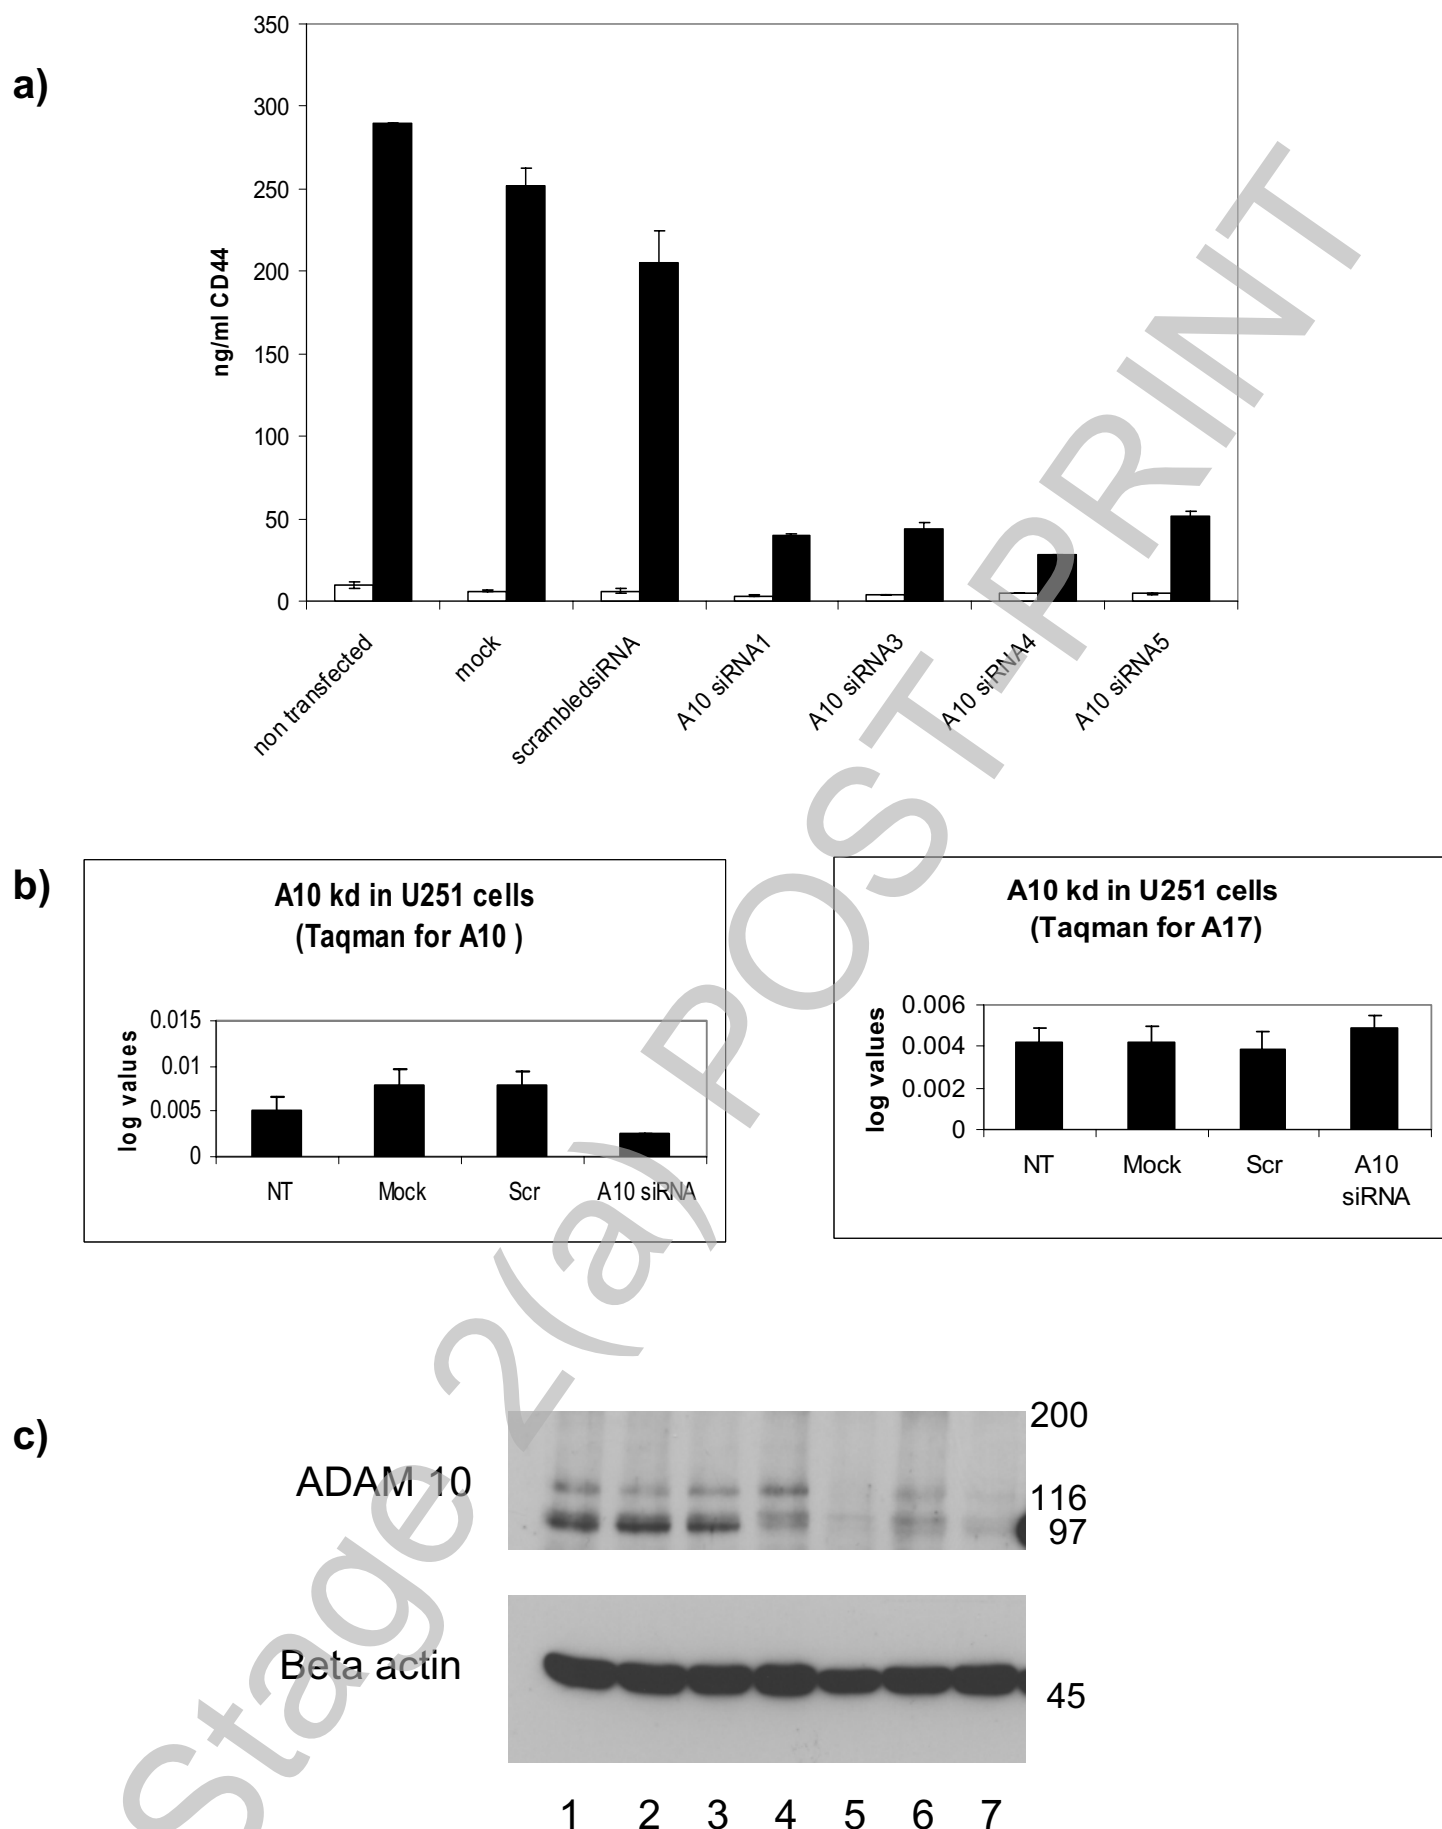 a)
350
300
250
200
150
100
50
0
ng/ml CD44
non transfected
mock
scrambledsiRNA
A10 siRNA1
A10 siRNA3
A10 siRNA4
A10 siRNA5
b)
A10 kd in U251 cells
(Taqman for A10 )
0.015
0.01
0.005
0
log values
NT
Mock
Scr
A10 siRNA
A10 kd in U251 cells
(Taqman for A17)
0.006
0.004
0.002
0
log values
NT
Mock
Scr
A10
siRNA
c)
ADAM 10
200
116
97
Beta actin
45
1 2 3 4 5 6 7
Stage 2(a) POST-PRINT